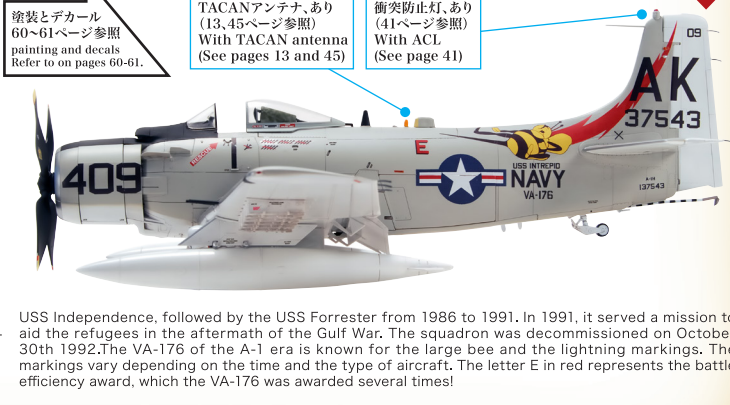 塗装とデカール
60〜61ページ参照
painting and decals
Refer to on pages 60-61.
TACANアンテナ、あり
（13、45ページ参照）
With TACAN antenna
(See pages 13 and 45)
衝突防止灯、あり
（41ページ参照）
With ACL
(See page 41)
09
AK
37543
409
RESCUE
E
USS INTREPID
NAVY
VA-176
137543
USS Independence, followed by the USS Forrester from 1986 to 1991. In 1991, it served a mission to
aid the refugees in the aftermath of the Gulf War. The squadron was decommissioned on Octobe
30th 1992.The VA-176 of the A-1 era is known for the large bee and the lightning markings. The
markings vary depending on the time and the type of aircraft. The letter E in red represents the battle
efficiency award, which the VA-176 was awarded several times!